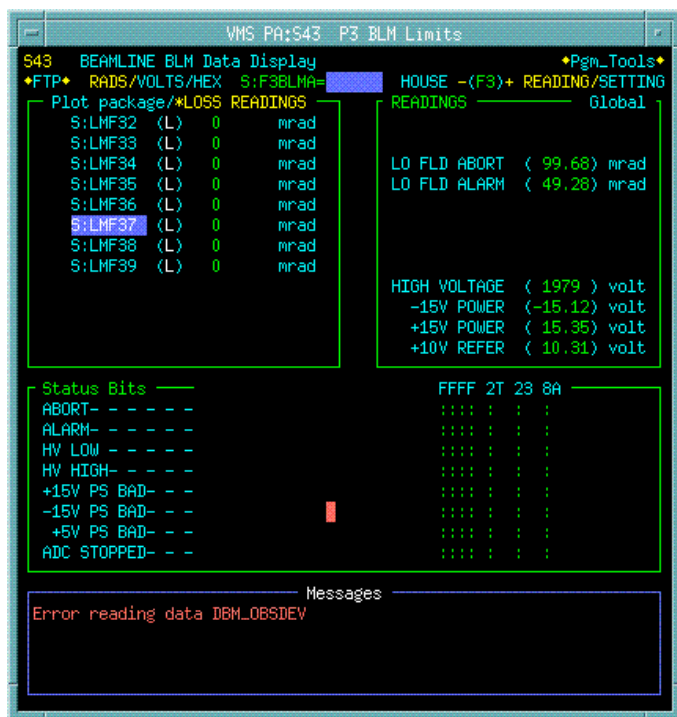 VMS PA:S43 P3 BLM Limits
S43 BEAMLINE BLM Data Display ◆Pgm_Tools◆
◆FTP◆ RADS/VOLTS/HEX S:F3BLMA= HOUSE -(F3)+ READING/SETTING
Plot package/*LOSS READINGS
S:LMF32 (L) 0 mrad
S:LMF33 (L) 0 mrad
S:LMF34 (L) 0 mrad
S:LMF35 (L) 0 mrad
S:LMF36 (L) 0 mrad
S:LMF37 (L) 0 mrad
S:LMF38 (L) 0 mrad
S:LMF39 (L) 0 mrad
READINGS Global
LO FLD ABORT ( 99.68) mrad
LO FLD ALARM ( 49.28) mrad
HIGH VOLTAGE ( 1979 ) volt
-15V POWER (-15.12) volt
+15V POWER ( 15.35) volt
+10V REFER ( 10.31) volt
Status Bits FFFF 2T 23 8A
ABORT- - - - - - :::: : : :
ALARM- - - - - - :::: : : :
HV LOW - - - - - :::: : : :
HV HIGH- - - - - :::: : : :
+15V PS BAD- - - :::: : : :
-15V PS BAD- - - :::: : : :
+5V PS BAD- - - :::: : : :
ADC STOPPED- - - :::: : : :
Messages
Error reading data DBM_OBSDEV